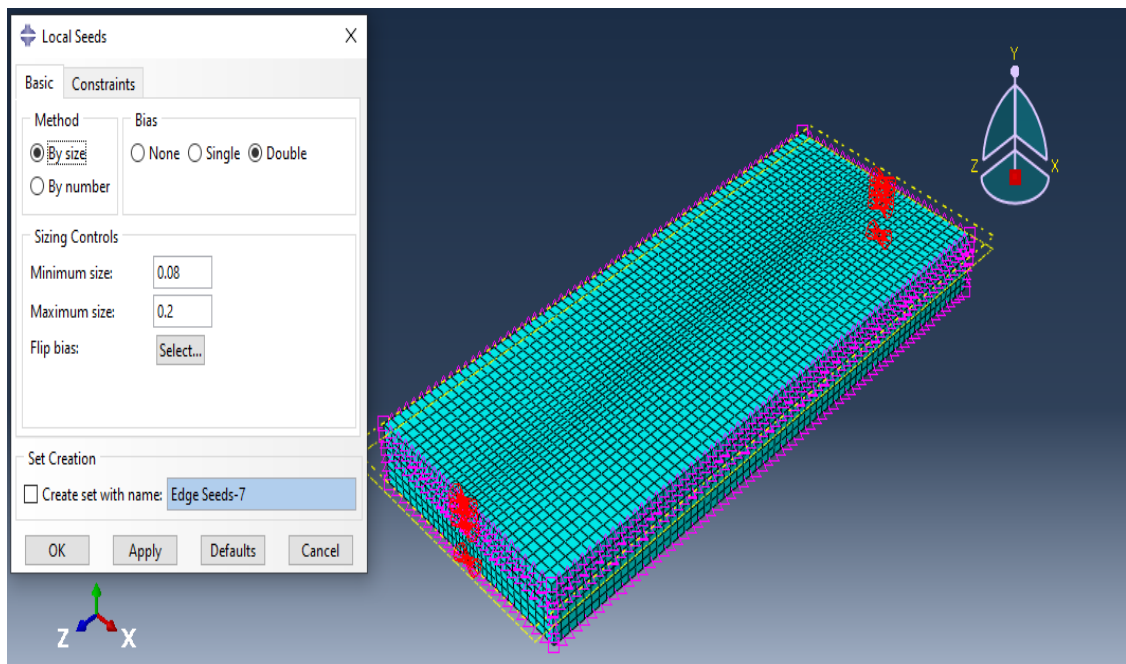 Local Seeds X
Basic Constraints
Method Bias
By size None Single Double
By number
Sizing Controls
Minimum size: 0.08
Maximum size: 0.2
Flip bias: Select...
Set Creation
Create set with name: Edge Seeds-7
OK Apply Defaults Cancel
Y
Z X
Z X